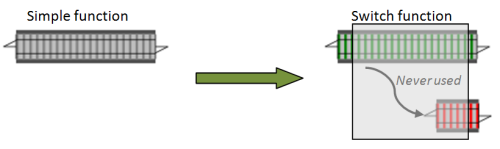 Simple function
Switch function
Never used